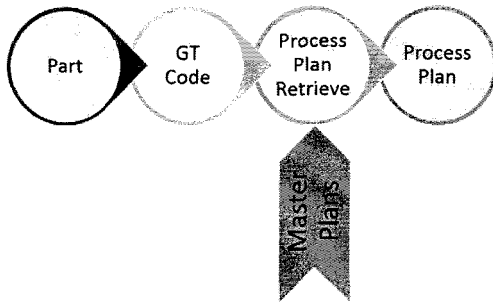 Part
GT
Code
Process
Plan
Retrieve
Process
Plan
Master
Plans